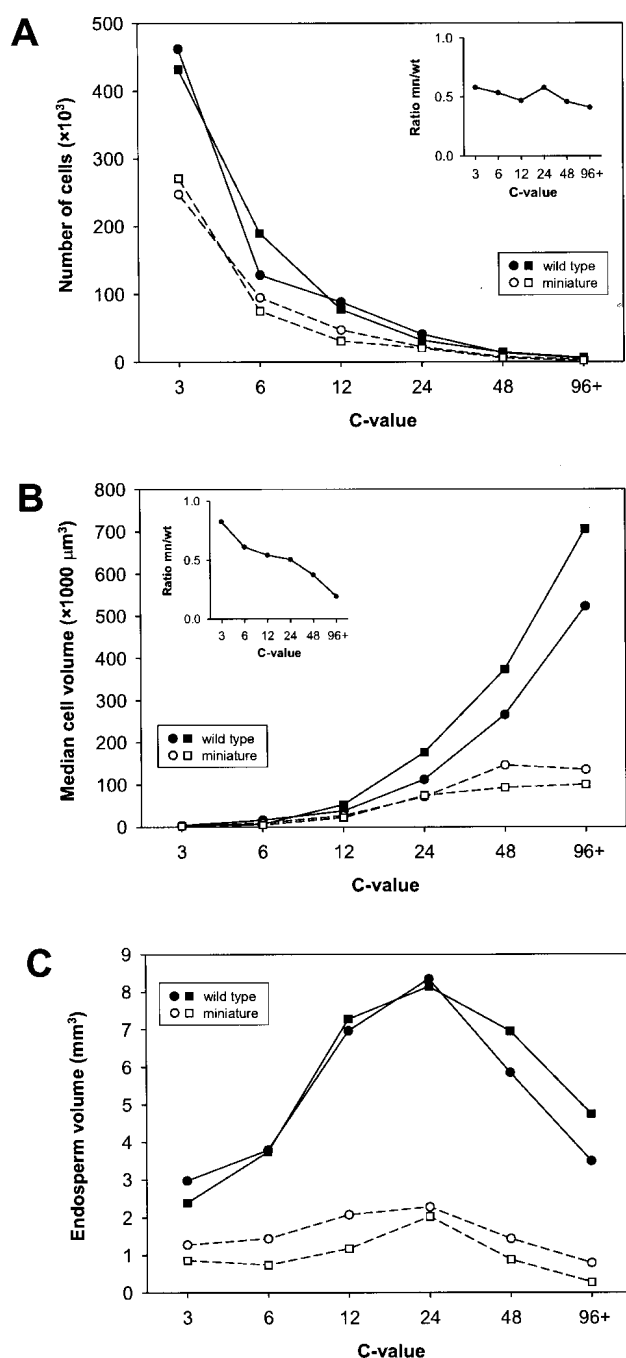 A
Number of cells (×10³)
500
400
300
200
100
0
3 6 12 24 48 96+
C-value
Ratio mn/wt
1.0
0.5
0.0
3 6 12 24 48 96+
C-value
wild type
miniature
B
Median cell volume (×1000 µm³)
800
700
600
500
400
300
200
100
0
3 6 12 24 48 96+
C-value
Ratio mn/wt
1.0
0.5
0.0
3 6 12 24 48 96+
C-value
wild type
miniature
C
Endosperm volume (mm³)
9
8
7
6
5
4
3
2
1
0
3 6 12 24 48 96+
C-value
wild type
miniature